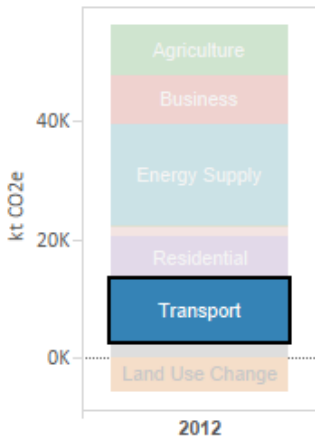 Agriculture
Business
40K
kt CO2e
Energy Supply
20K
Residential
Transport
0K
Land Use Change
2012